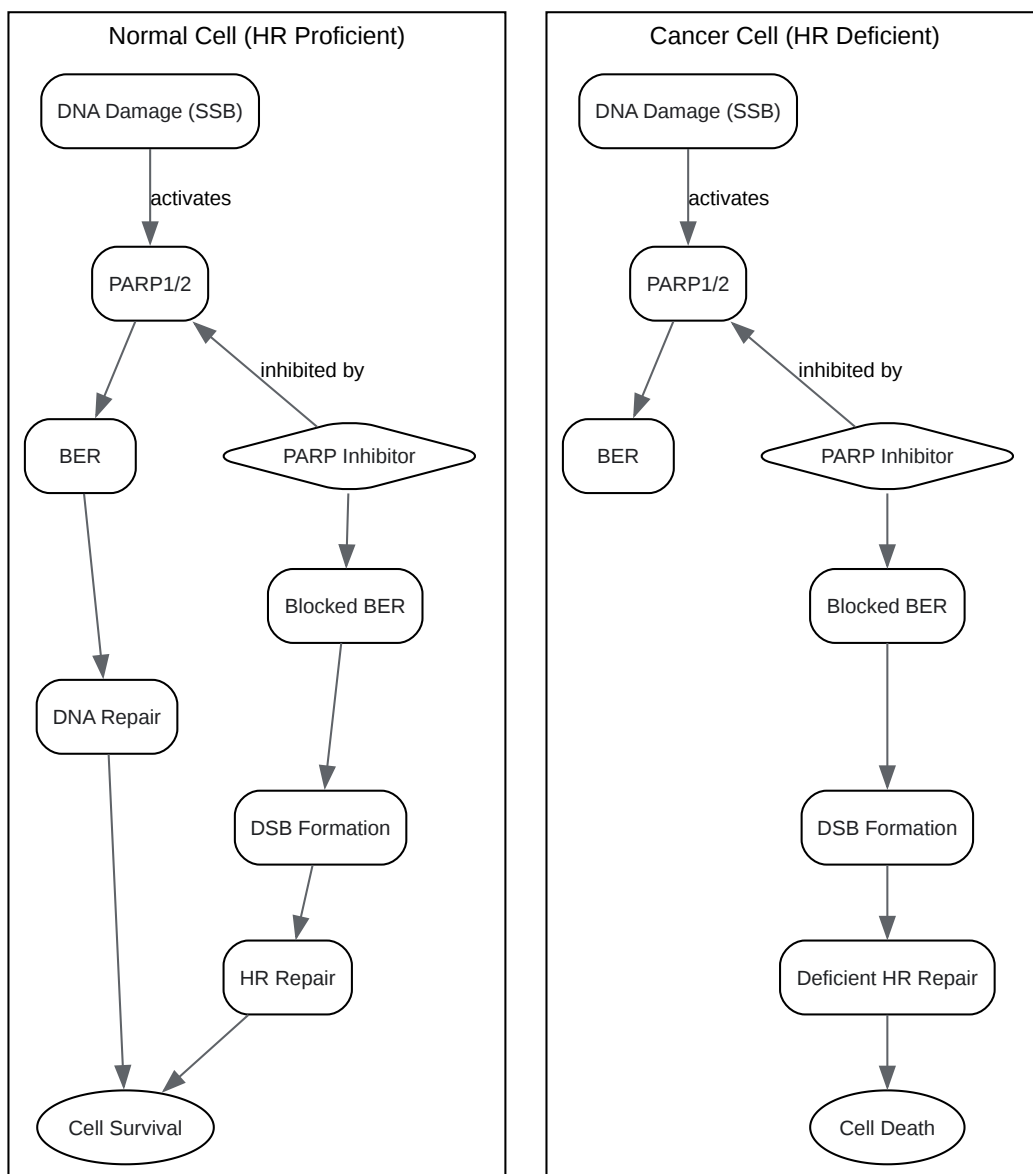 Normal Cell (HR Proficient)
DNA Damage (SSB)
activates
PARP1/2
inhibited by
BER
PARP Inhibitor
Blocked BER
DNA Repair
DSB Formation
HR Repair
Cell Survival
Cancer Cell (HR Deficient)
DNA Damage (SSB)
activates
PARP1/2
inhibited by
BER
PARP Inhibitor
Blocked BER
DSB Formation
Deficient HR Repair
Cell Death